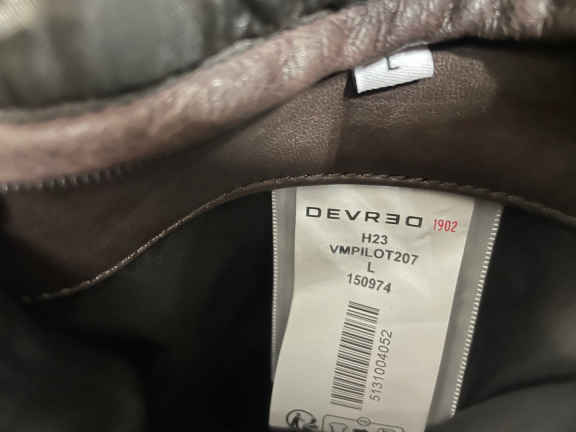 L
DEVRED 1902
H23
VMPILOT207
L
150974
5131004052